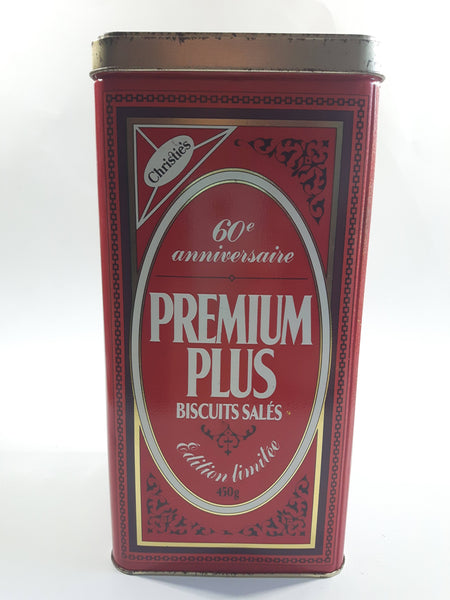 Christie's
60e
anniversaire
PREMIUM
PLUS
BISCUITS SALÉS
Édition limitée
450g